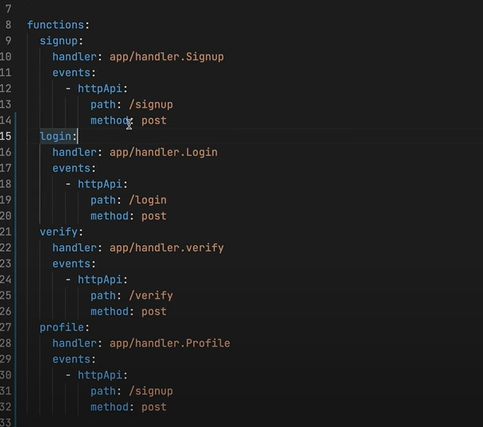 7
8 functions:
9   signup:
10     handler: app/handler.Signup
11     events:
12       - httpApi:
13           path: /signup
14           method: post
15   login:
16     handler: app/handler.Login
17     events:
18       - httpApi:
19           path: /login
20           method: post
21   verify:
22     handler: app/handler.verify
23     events:
24       - httpApi:
25           path: /verify
26           method: post
27   profile:
28     handler: app/handler.Profile
29     events:
30       - httpApi:
31           path: /signup
32           method: post
33